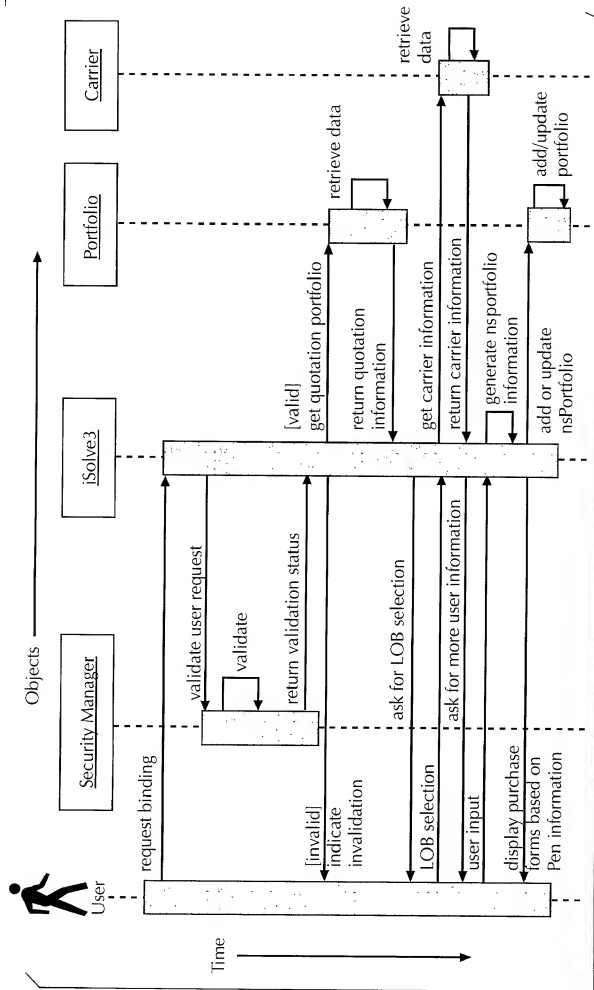 Objects
Time
User
Security Manager
iSolve3
Portfolio
Carrier
request binding
validate user request
validate
return validation status
[invalid]
indicate
invalidation
[valid]
get quotation portfolio
retrieve data
return quotation
information
ask for LOB selection
LOB selection
get carrier information
retrieve
data
return carrier information
ask for more user information
user input
generate nsportfolio
information
display purchase
forms based on
Pen information
add or update
nsPortfolio
add/update
portfolio